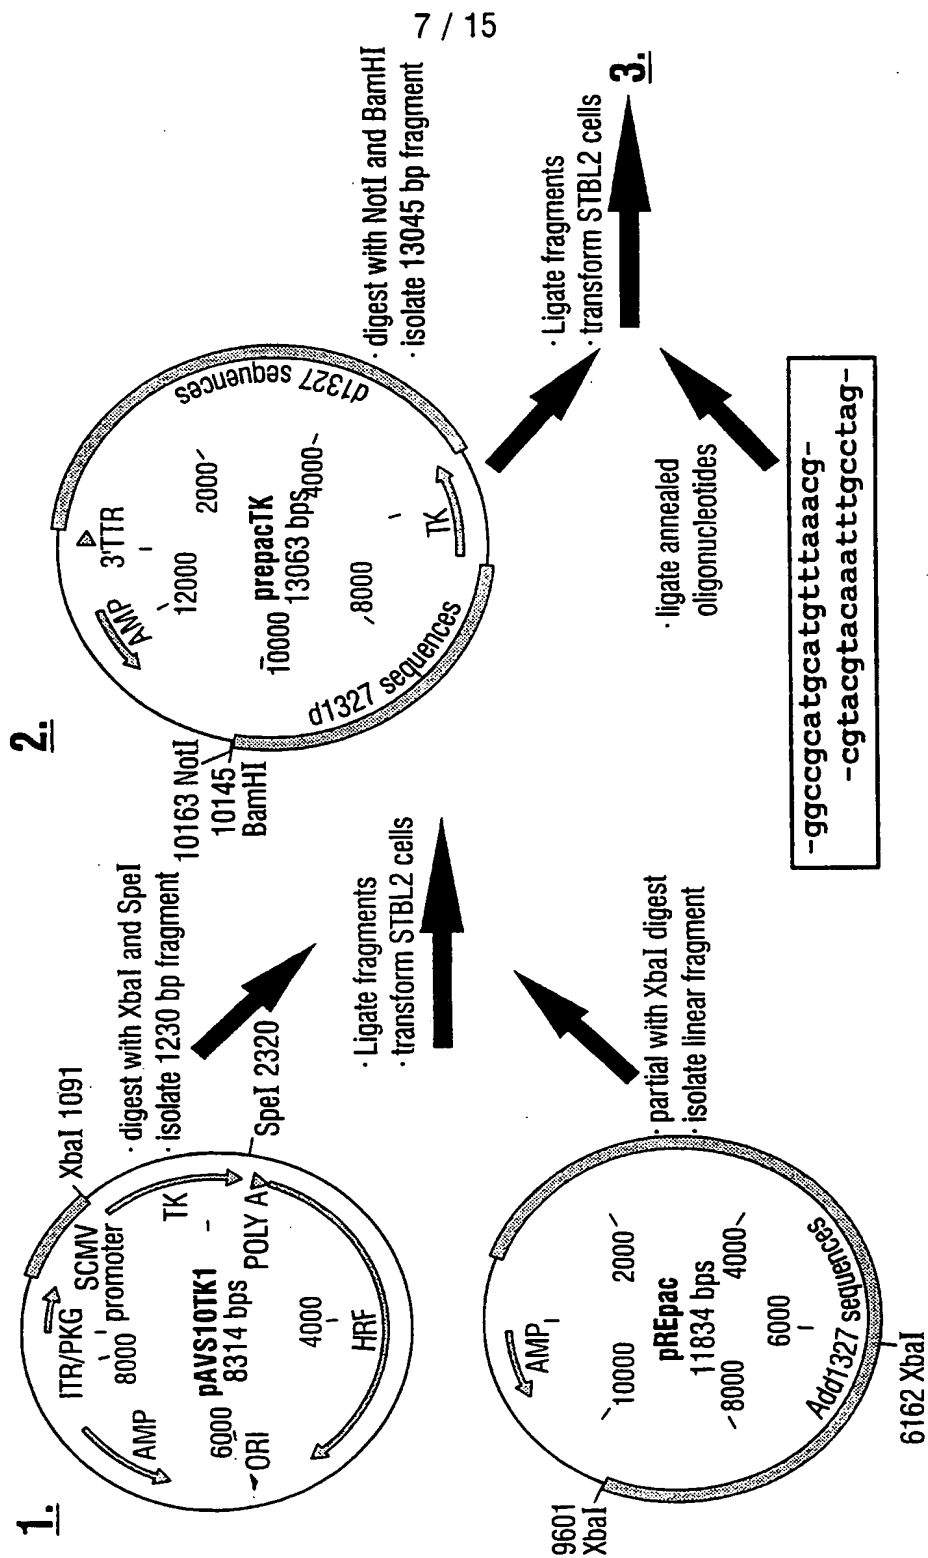 7 / 15
1.
XbaI 1091
ITR/PKG
SCMV
promoter
8000
AMP
TK
pAVS10TK1
8314 bps
6000
ORI
POLY A
4000
HRF
SpeI 2320
· digest with XbaI and SpeI
· isolate 1230 bp fragment
AMP
10000
2000
pREpac
11834 bps
8000
4000
6000
Add1327 sequences
9601
XbaI
6162 XbaI
· partial with XbaI digest
· isolate linear fragment
· Ligate fragments
· transform STBL2 cells
2.
10163 NotI
10145
BamHI
AMP
3'TTR
12000
2000
prepacTK
13063 bps
10000
4000
8000
TK
d1327 sequences
d1327 sequences
· digest with NotI and BamHI
· isolate 13045 bp fragment
· ligate annealed
oligonucleotides
-ggccgcatgcatgtttaaacg-
-cgtacgtacaaatttgcctag-
· Ligate fragments
· transform STBL2 cells
3.